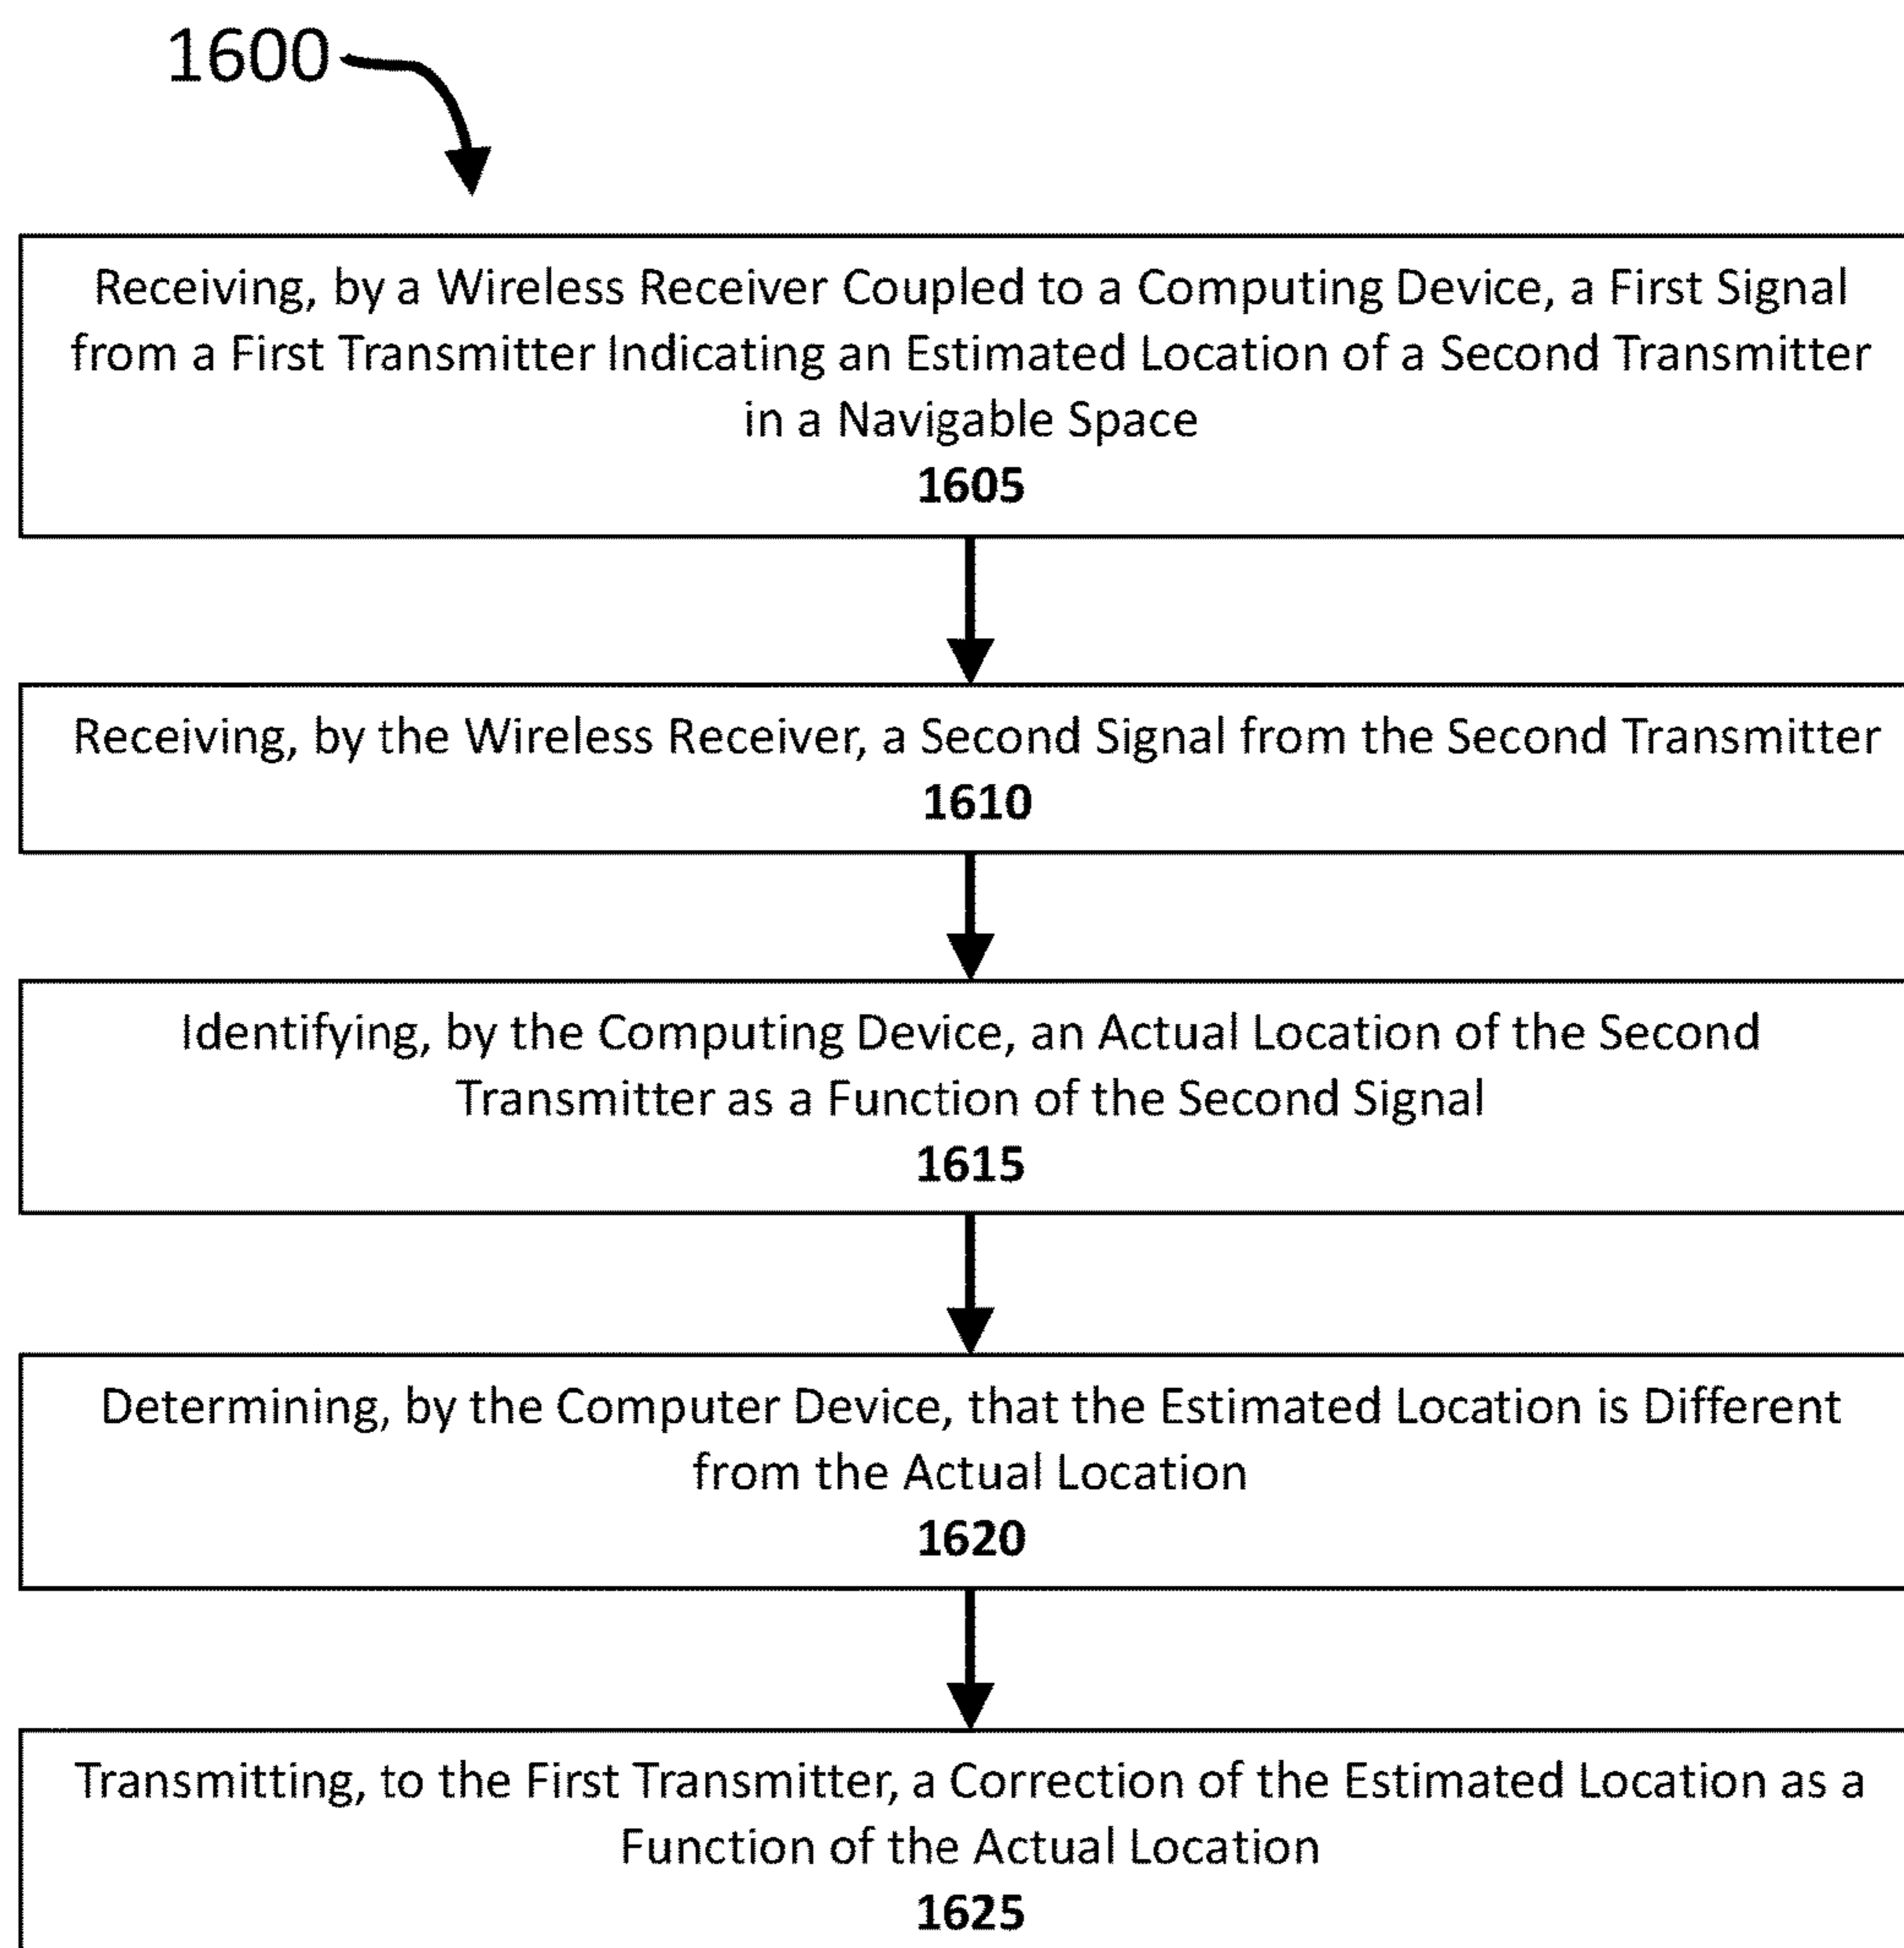 1600
Receiving, by a Wireless Receiver Coupled to a Computing Device, a First Signal
from a First Transmitter Indicating an Estimated Location of a Second Transmitter
in a Navigable Space
1605
Receiving, by the Wireless Receiver, a Second Signal from the Second Transmitter
1610
Identifying, by the Computing Device, an Actual Location of the Second
Transmitter as a Function of the Second Signal
1615
Determining, by the Computer Device, that the Estimated Location is Different
from the Actual Location
1620
Transmitting, to the First Transmitter, a Correction of the Estimated Location as a
Function of the Actual Location
1625